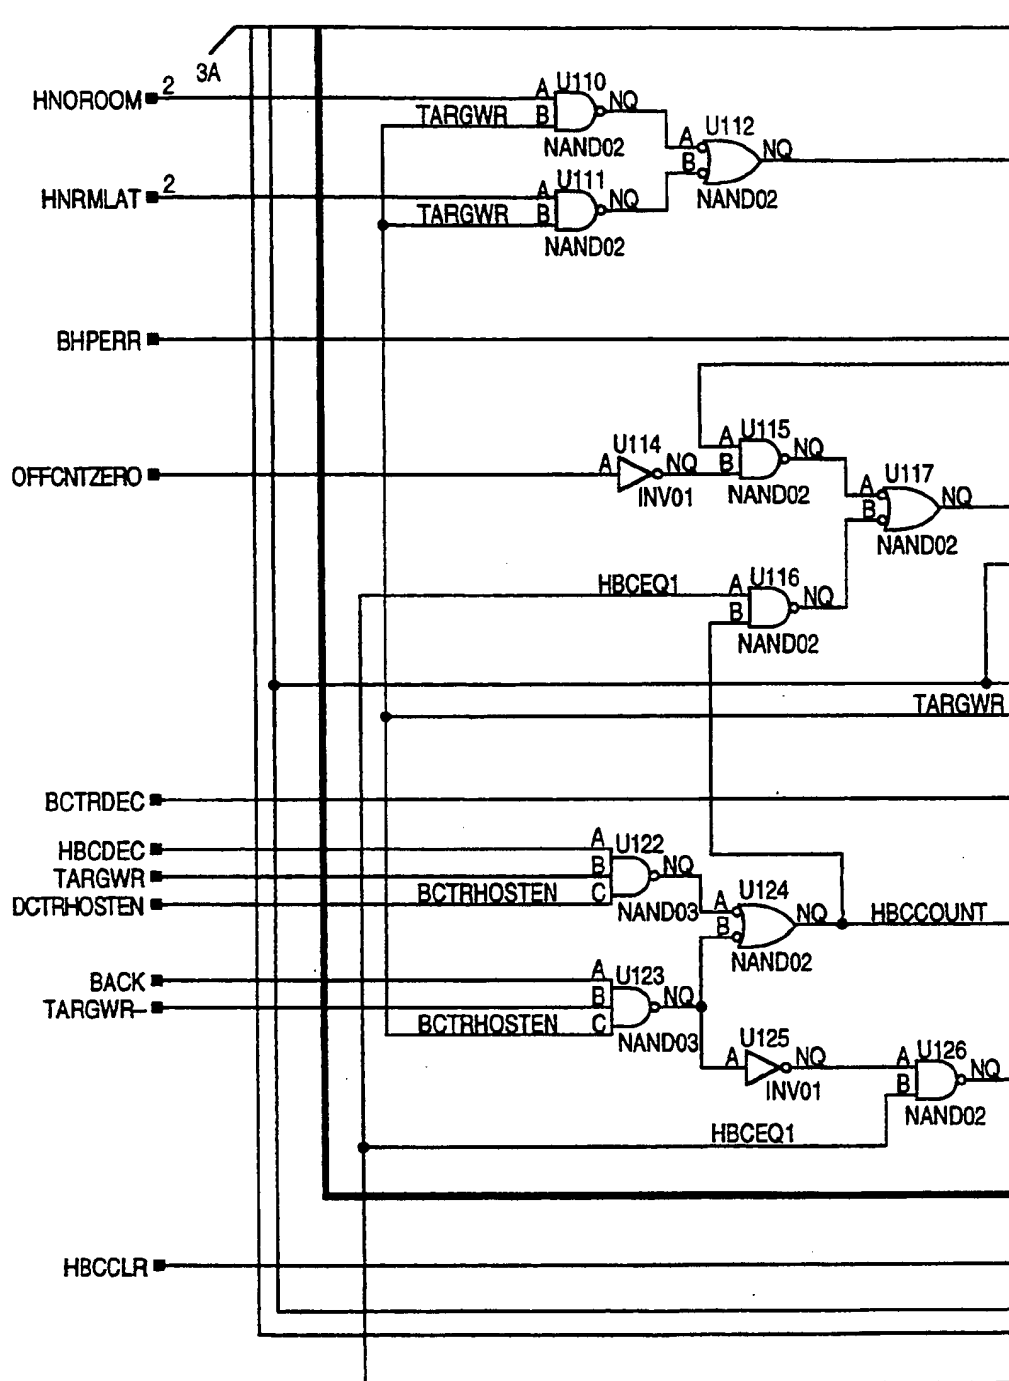 3A
HNOROOM 2 A U110 NQ
TARGWR B NAND02
A U112 NQ
B NAND02
HNRMLAT 2 A U111 NQ
TARGWR B NAND02
BHPERR
A U115 NQ
B NAND02
OFFCNTZERO A U114 NQ
INV01
A U117 NQ
B NAND02
HBCEQ1 A U116 NQ
B NAND02
TARGWR
BCTRDEC
HBCDEC A U122 NQ
TARGWR B
DCTRHOSTEN BCTRHOSTEN C NAND03
A U124 NQ HBCCOUNT
B NAND02
BACK A U123 NQ
TARGWR– B
BCTRHOSTEN C NAND03
A U125 NQ
INV01
A U126 NQ
B NAND02
HBCEQ1
HBCCLR